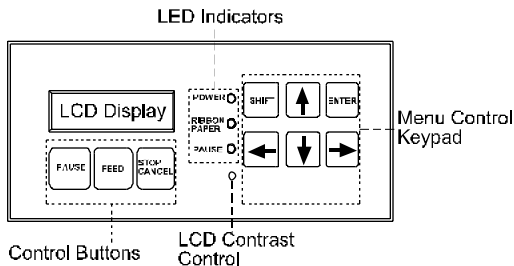 LED Indicators
POWER
SHIFT
ENTER
LCD Display
RIBBON
PAPER
Menu Control
Keypad
PAUSE
PAUSE
FEED
STOP
CANCEL
Control Buttons
LCD Contrast
Control